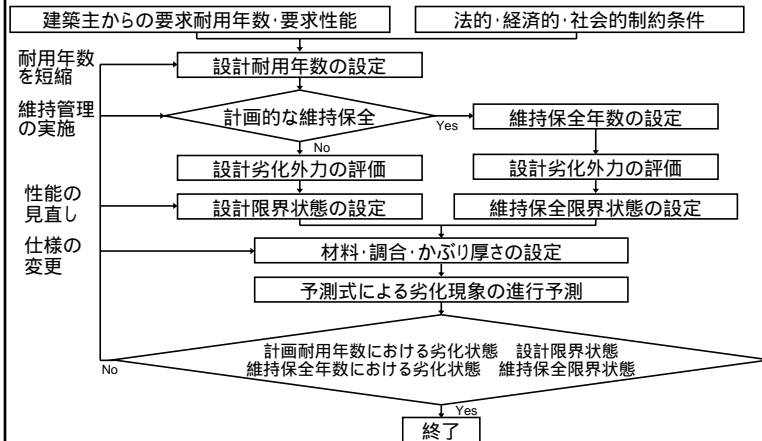 建築主からの要求耐用年数・要求性能
法的・経済的・社会的制約条件
耐用年数
を短縮
設計耐用年数の設定
維持管理
の実施
計画的な維持保全
Yes
維持保全年数の設定
No
設計劣化外力の評価
設計劣化外力の評価
性能の
見直し
設計限界状態の設定
維持保全限界状態の設定
仕様の
変更
材料・調合・かぶり厚さの設定
予測式による劣化現象の進行予測
計画耐用年数における劣化状態　設計限界状態
維持保全年数における劣化状態　維持保全限界状態
No
Yes
終了